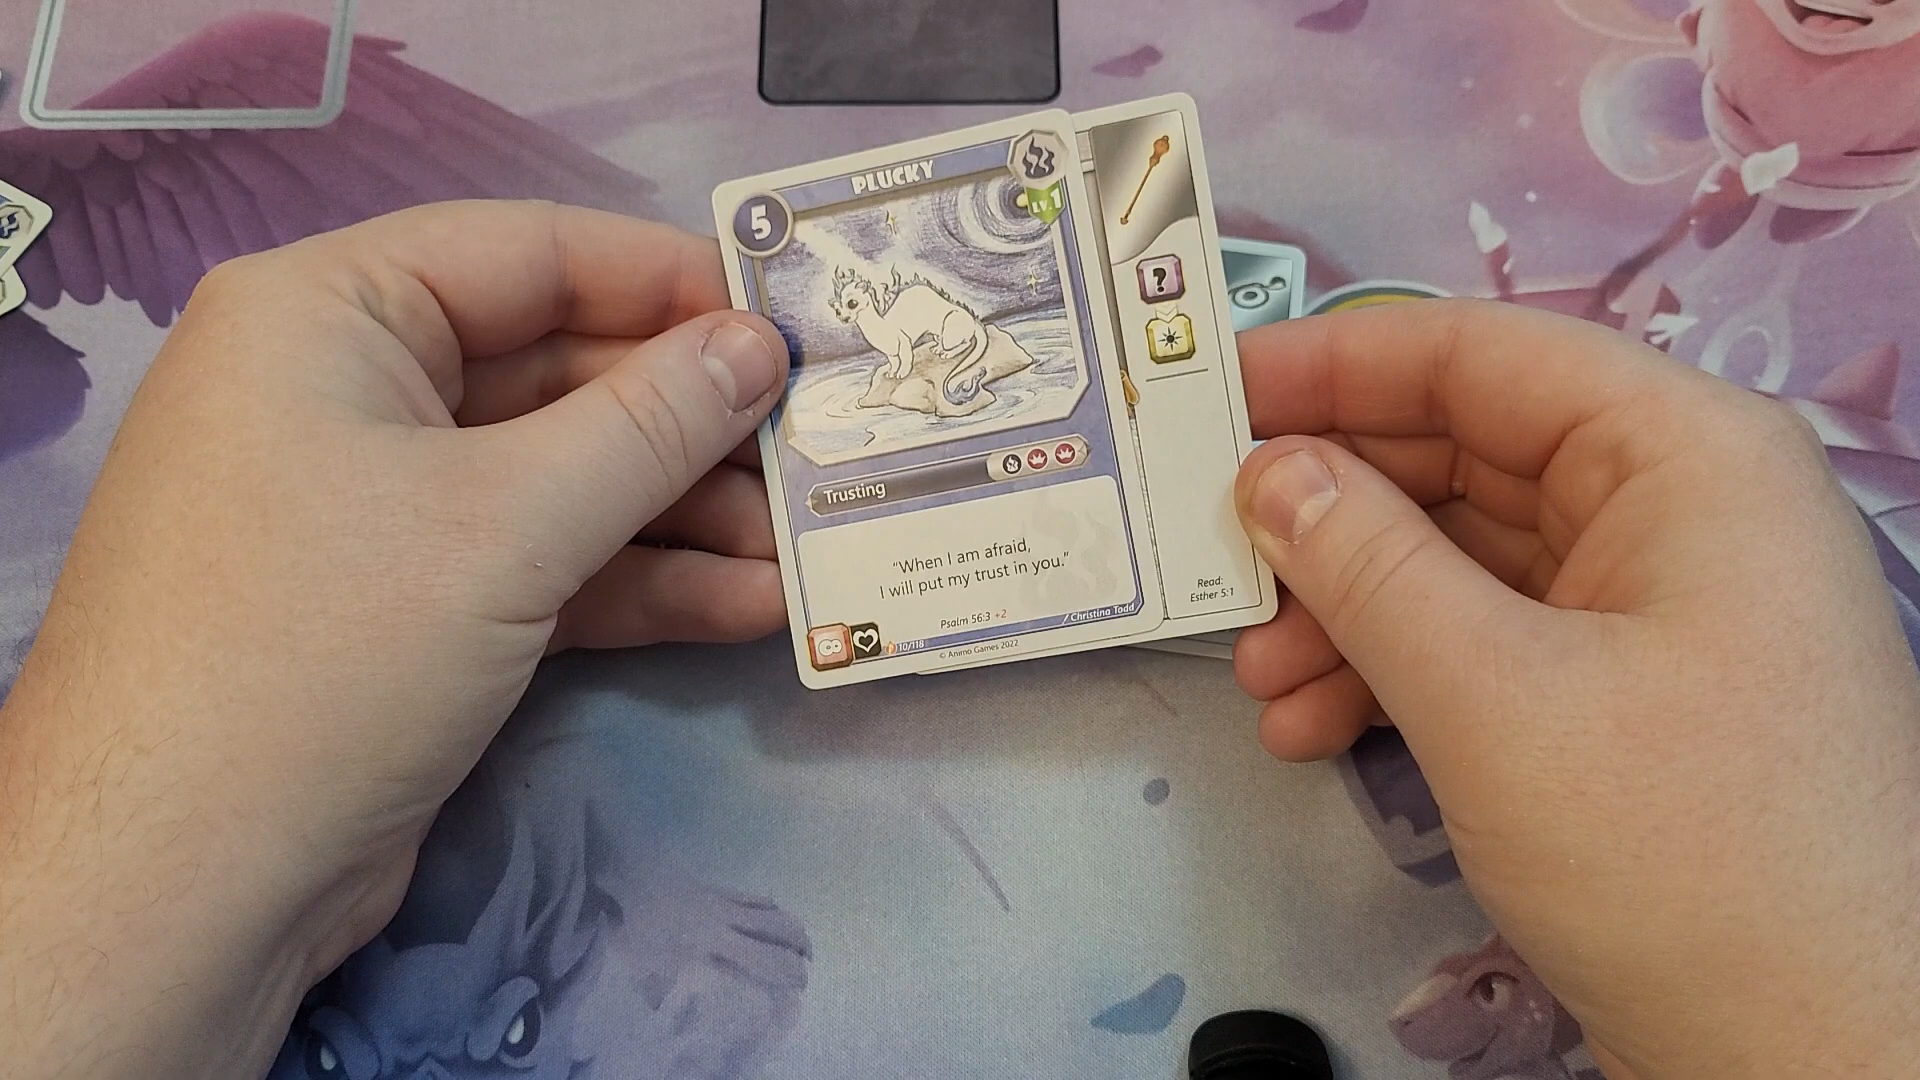 PLUCKY
5
LV.1
Trusting
"When I am afraid,
I will put my trust in you."
Psalm 56:3 +2
Christina Todd
10/118
© Animo Games 2022
?
Read:
Esther 5:1